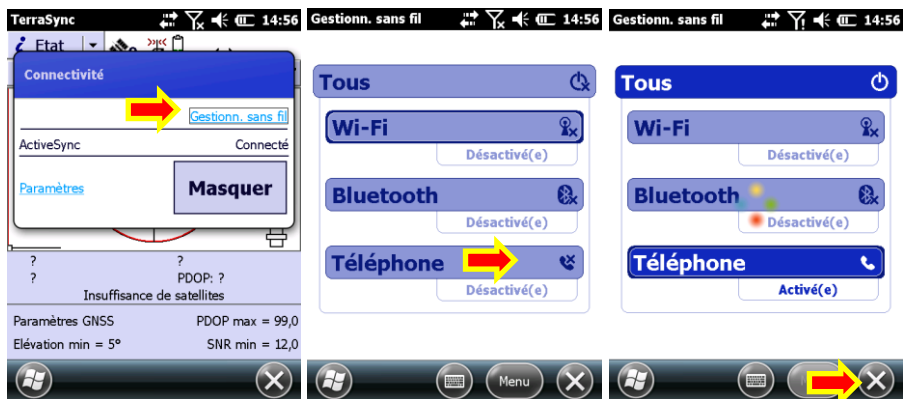 TerraSync 14:56
Etat
Connectivité
Gestionn. sans fil
ActiveSync Connecté
Paramètres Masquer
? ?
? PDOP: ?
Insuffisance de satellites
Paramètres GNSS PDOP max = 99,0
Elévation min = 5° SNR min = 12,0
Gestionn. sans fil 14:56
Tous
Wi-Fi
Désactivé(e)
Bluetooth
Désactivé(e)
Téléphone
Désactivé(e)
Menu
Gestionn. sans fil 14:56
Tous
Wi-Fi
Désactivé(e)
Bluetooth
Désactivé(e)
Téléphone
Activé(e)